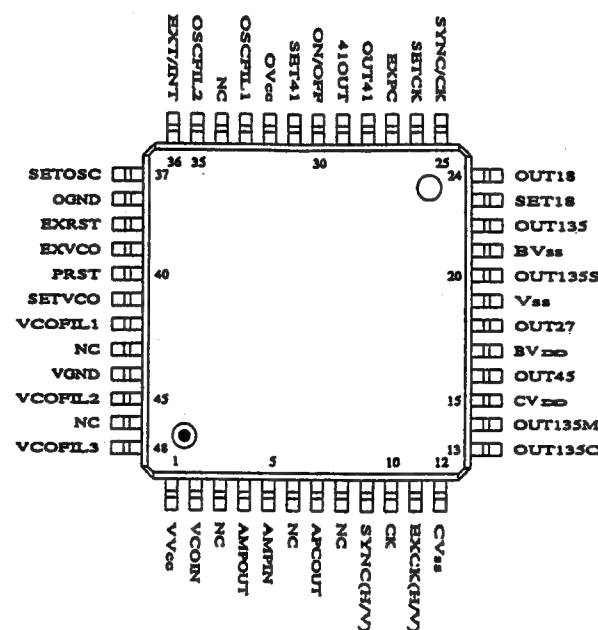 EXT/INT
OSCFIL2
NC
OSCFIL1
OVcc
SET41
ON/OFF
41OUT
OUT41
EXPC
SETCK
SYNC/CK
36
35
30
25
SETOSC
37
24
OUT18
OGND
SET18
EXRST
OUT135
EXVCO
BVss
PRST
40
20
OUT135S
SETVCO
Vss
VCOFIL1
OUT27
NC
BVDD
VGND
OUT45
VCOFIL2
45
15
CVDD
NC
OUT135M
VCOFIL3
48
13
OUT135C
1
5
10
12
VVcc
VCOIN
NC
AMPOUT
AMPIN
NC
APCOUT
NC
SYNC(H/V)
CK
EXCK(H/V)
CVss